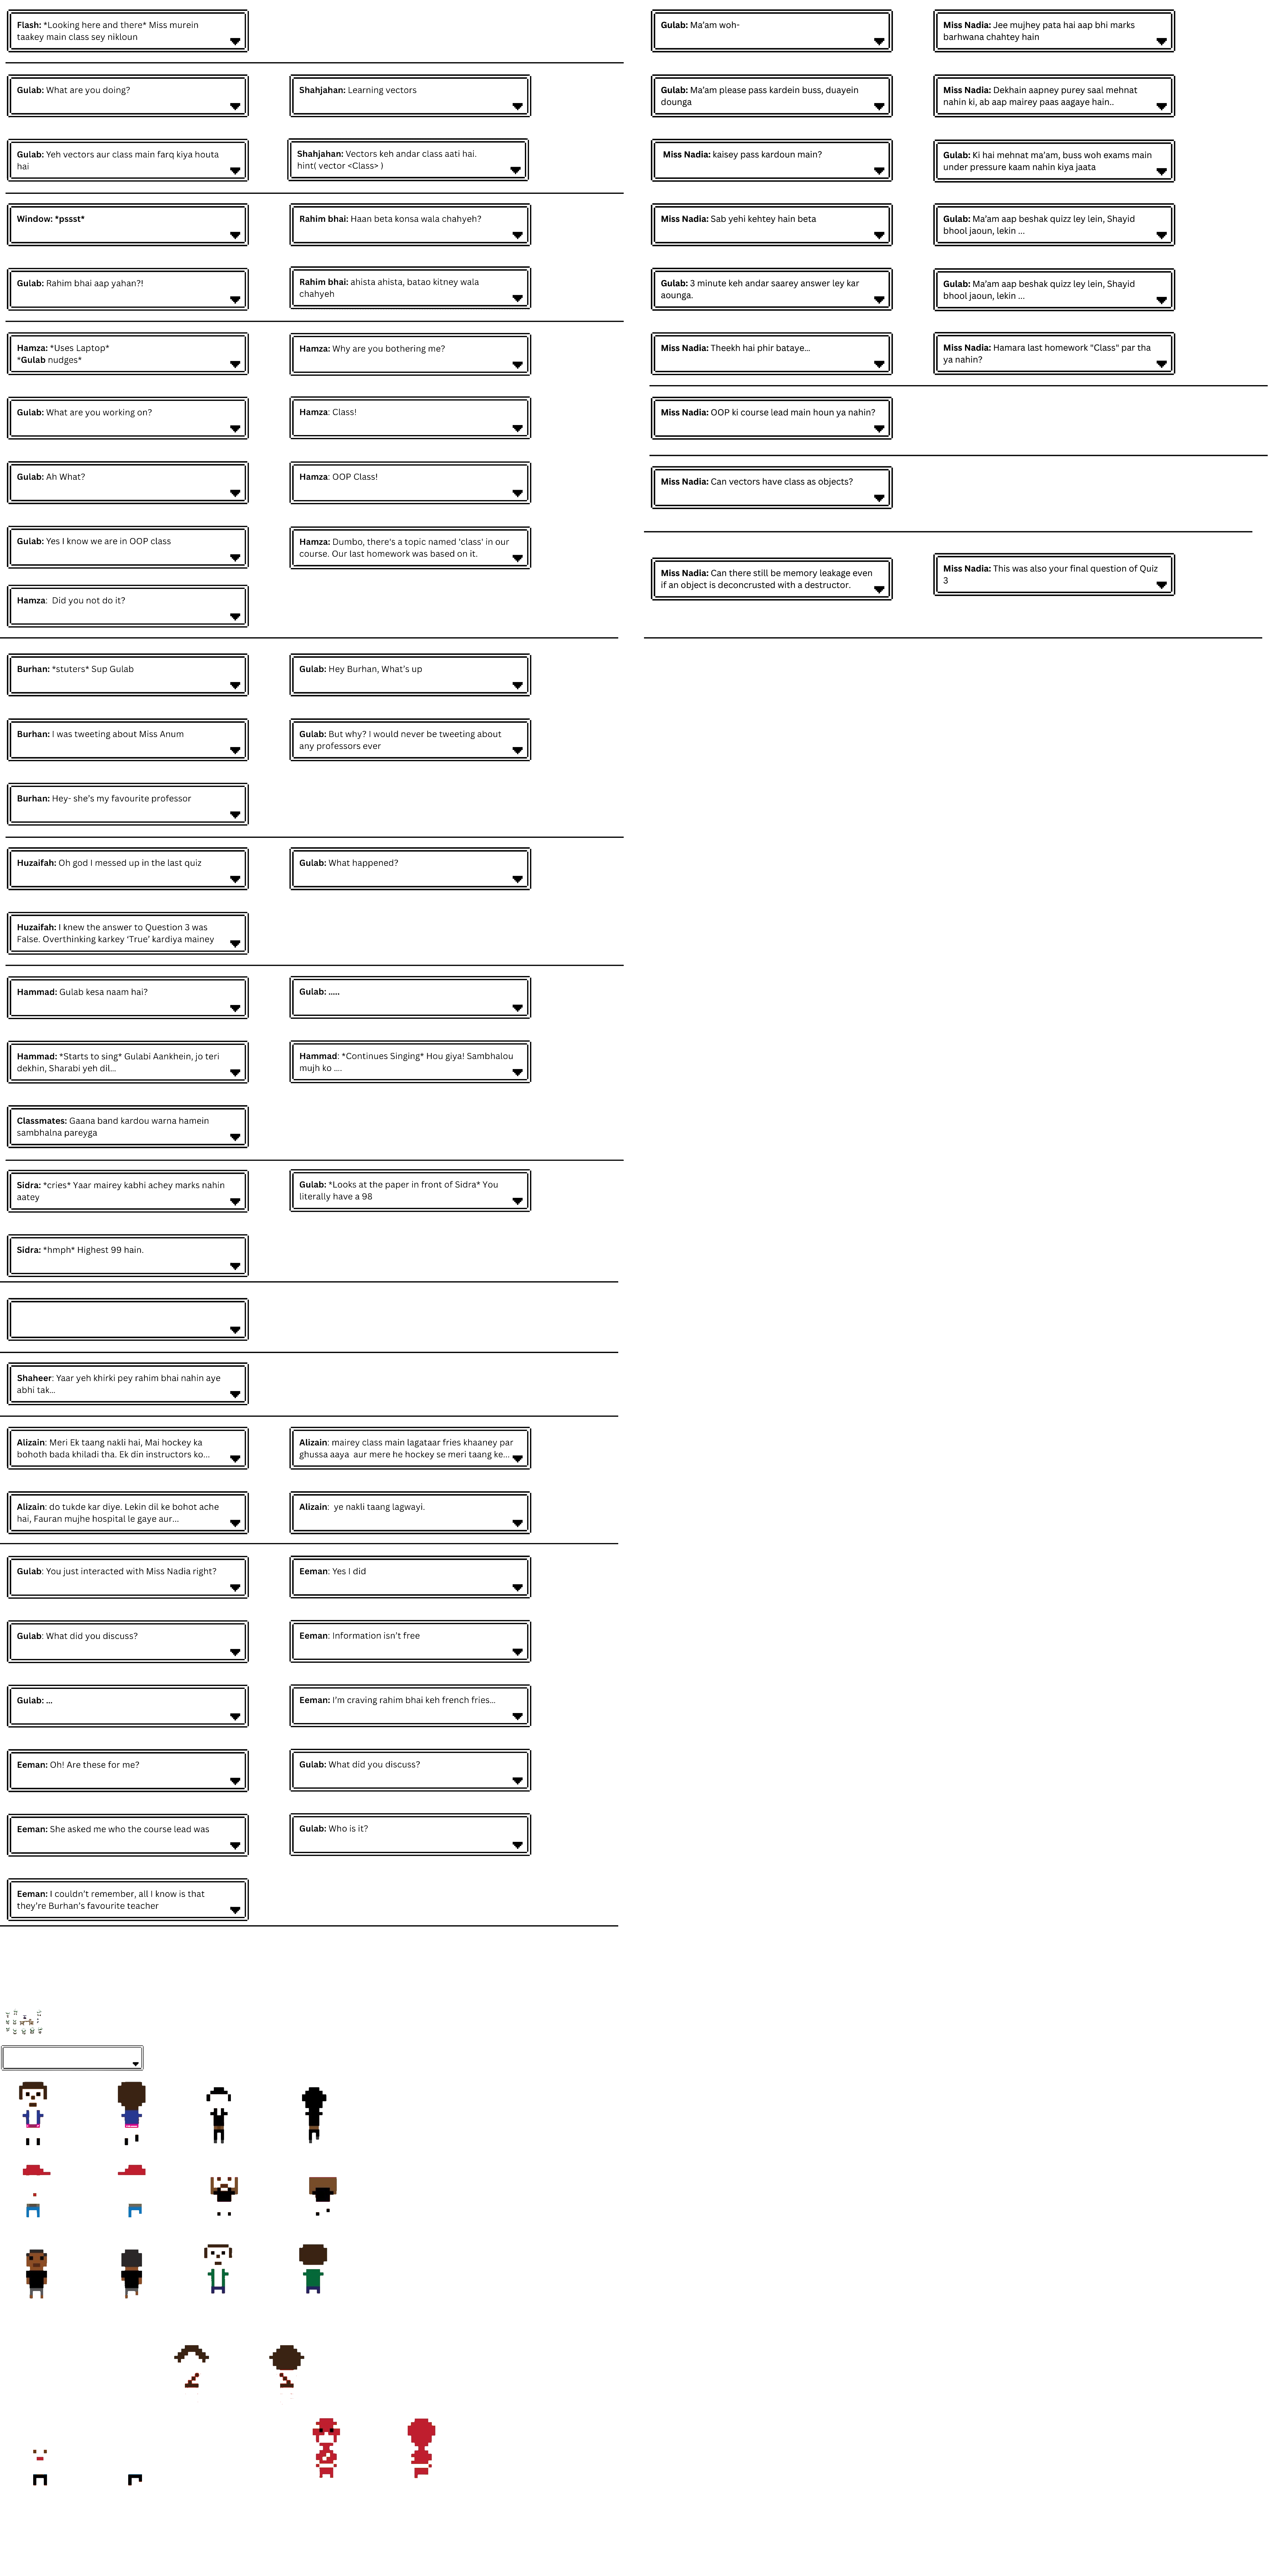 Flash: *Looking here and there* Miss murein
taakey main class sey nikloun
Gulab: What are you doing?
Shahjahan: Learning vectors
Gulab: Yeh vectors aur class main farq kiya houta
hai
Shahjahan: Vectors keh andar class aati hai.
hint( vector <Class> )
Window: *pssst*
Rahim bhai: Haan beta konsa wala chahyeh?
Gulab: Rahim bhai aap yahan?!
Rahim bhai: ahista ahista, batao kitney wala
chahyeh
Hamza: *Uses Laptop*
*Gulab nudges*
Hamza: Why are you bothering me?
Gulab: What are you working on?
Hamza: Class!
Gulab: Ah What?
Hamza: OOP Class!
Gulab: Yes I know we are in OOP class
Hamza: Dumbo, there's a topic named 'class' in our
course. Our last homework was based on it.
Hamza: Did you not do it?
Burhan: *stuters* Sup Gulab
Gulab: Hey Burhan, What's up
Burhan: I was tweeting about Miss Anum
Gulab: But why? I would never be tweeting about
any professors ever
Burhan: Hey- she's my favourite professor
Huzaifah: Oh god I messed up in the last quiz
Gulab: What happened?
Huzaifah: I knew the answer to Question 3 was
False. Overthinking karkey 'True' kardiya mainey
Hammad: Gulab kesa naam hai?
Gulab: .....
Hammad: *Starts to sing* Gulabi Aankhein, jo teri
dekhin, Sharabi yeh dil...
Hammad: *Continues Singing* Hou giya! Sambhalou
mujh ko ....
Classmates: Gaana band kardou warna hamein
sambhalna pareyga
Sidra: *cries* Yaar mairey kabhi achey marks nahin
aatey
Gulab: *Looks at the paper in front of Sidra* You
literally have a 98
Sidra: *hmph* Highest 99 hain.
Shaheer: Yaar yeh khirki pey rahim bhai nahin aye
abhi tak...
Alizain: Meri Ek taang nakli hai, Mai hockey ka
bohoth bada khiladi tha. Ek din instructors ko...
Alizain: mairey class main lagataar fries khaaney par
ghussa aaya aur mere he hockey se meri taang ke...
Alizain: do tukde kar diye. Lekin dil ke bohot ache
hai, Fauran mujhe hospital le gaye aur...
Alizain: ye nakli taang lagwayi.
Gulab: You just interacted with Miss Nadia right?
Eeman: Yes I did
Gulab: What did you discuss?
Eeman: Information isn't free
Gulab: ...
Eeman: I'm craving rahim bhai keh french fries...
Eeman: Oh! Are these for me?
Gulab: What did you discuss?
Eeman: She asked me who the course lead was
Gulab: Who is it?
Eeman: I couldn't remember, all I know is that
they're Burhan's favourite teacher
Gulab: Ma'am woh-
Miss Nadia: Jee mujhey pata hai aap bhi marks
barhwana chahtey hain
Gulab: Ma'am please pass kardein buss, duayein
dounga
Miss Nadia: Dekhain aapney purey saal mehnat
nahin ki, ab aap mairey paas aagaye hain..
Miss Nadia: kaisey pass kardoun main?
Gulab: Ki hai mehnat ma'am, buss woh exams main
under pressure kaam nahin kiya jaata
Miss Nadia: Sab yehi kehtey hain beta
Gulab: Ma'am aap beshak quizz ley lein, Shayid
bhool jaoun, lekin ...
Gulab: 3 minute keh andar saarey answer ley kar
aounga.
Gulab: Ma'am aap beshak quizz ley lein, Shayid
bhool jaoun, lekin ...
Miss Nadia: Theekh hai phir bataye...
Miss Nadia: Hamara last homework "Class" par tha
ya nahin?
Miss Nadia: OOP ki course lead main houn ya nahin?
Miss Nadia: Can vectors have class as objects?
Miss Nadia: Can there still be memory leakage even
if an object is deconcrusted with a destructor.
Miss Nadia: This was also your final question of Quiz
3